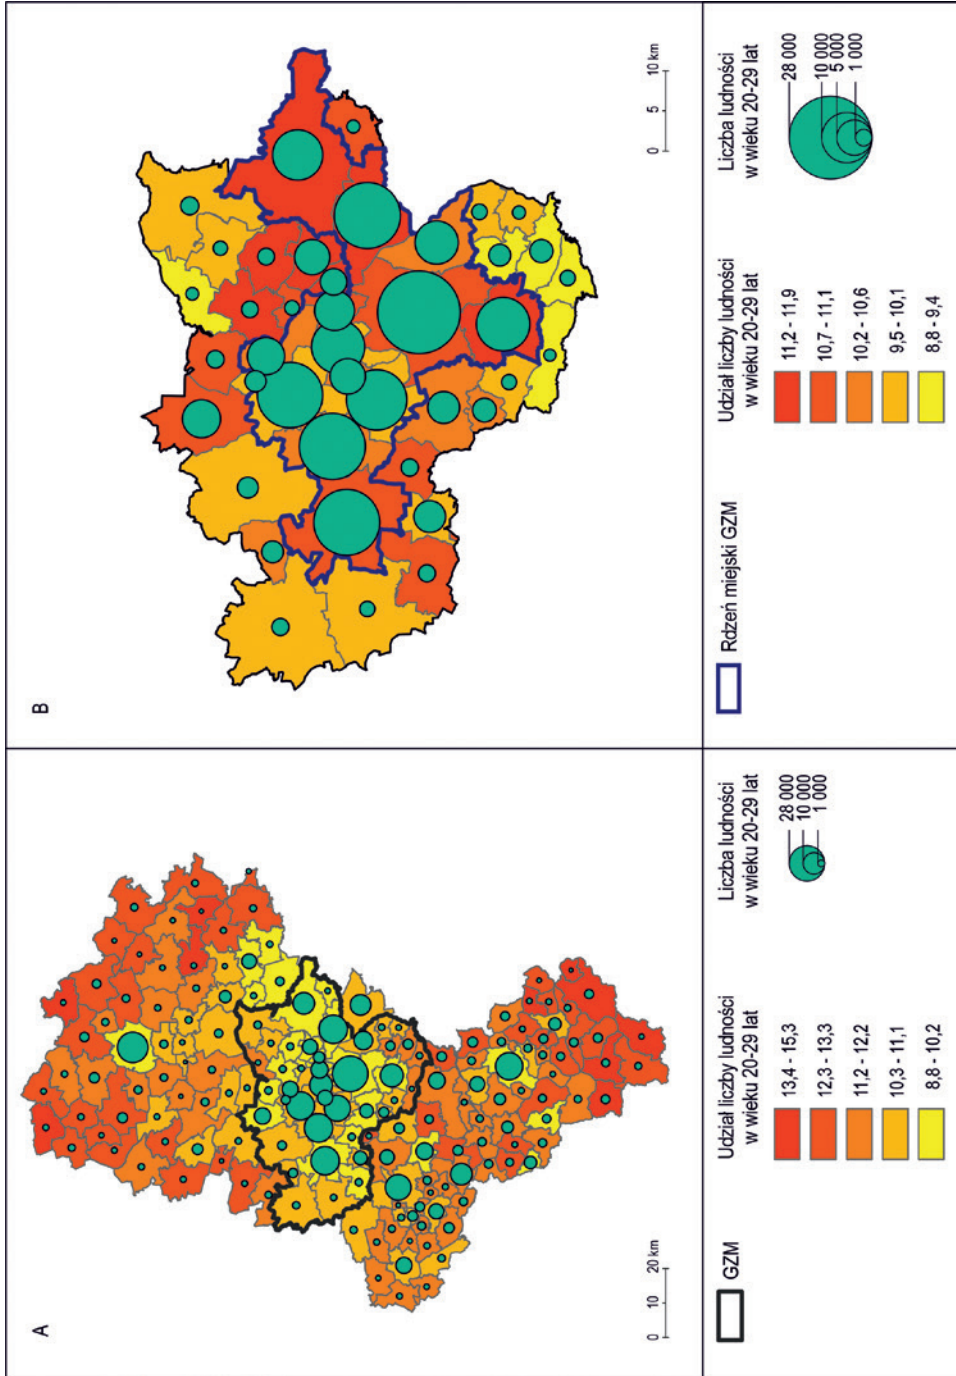 A
0 10 20 km
GZM
Udział liczby ludności
w wieku 20-29 lat
13,4 - 15,3
12,3 - 13,3
11,2 - 12,2
10,3 - 11,1
8,8 - 10,2
Liczba ludności
w wieku 20-29 lat
28 000
10 000
1 000
B
0 5 10 km
Rdzeń miejski GZM
Udział liczby ludności
w wieku 20-29 lat
11,2 - 11,9
10,7 - 11,1
10,2 - 10,6
9,5 - 10,1
8,8 - 9,4
Liczba ludności
w wieku 20-29 lat
28 000
10 000
5 000
1 000